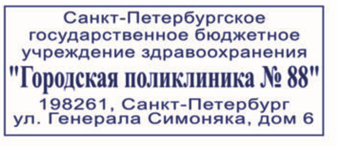 Санкт-Петербургское
государственное бюджетное
учреждение здравоохранения
"Городская поликлиника № 88"
198261, Санкт-Петербург
ул. Генерала Симоняка, дом 6